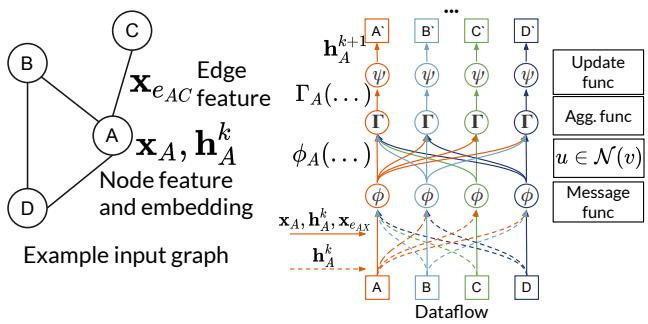 C
B
x_{e_{AC}} Edge
feature
A x_A, h_A^k
Node feature
and embedding
D
Example input graph
...
A` B` C` D`
h_A^{k+1}
ψ ψ ψ ψ
Update
func
Γ_A(...)
Γ Γ Γ Γ
Agg. func
ϕ_A(...)
u ∈ N(v)
ϕ ϕ ϕ ϕ
Message
func
x_A, h_A^k, x_{e_{AX}}
h_A^k
A B C D
Dataflow